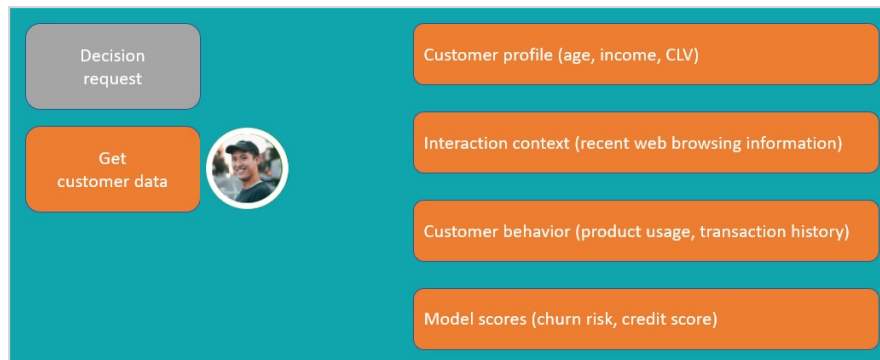 Decision
request
Get
customer data
Customer profile (age, income, CLV)
Interaction context (recent web browsing information)
Customer behavior (product usage, transaction history)
Model scores (churn risk, credit score)